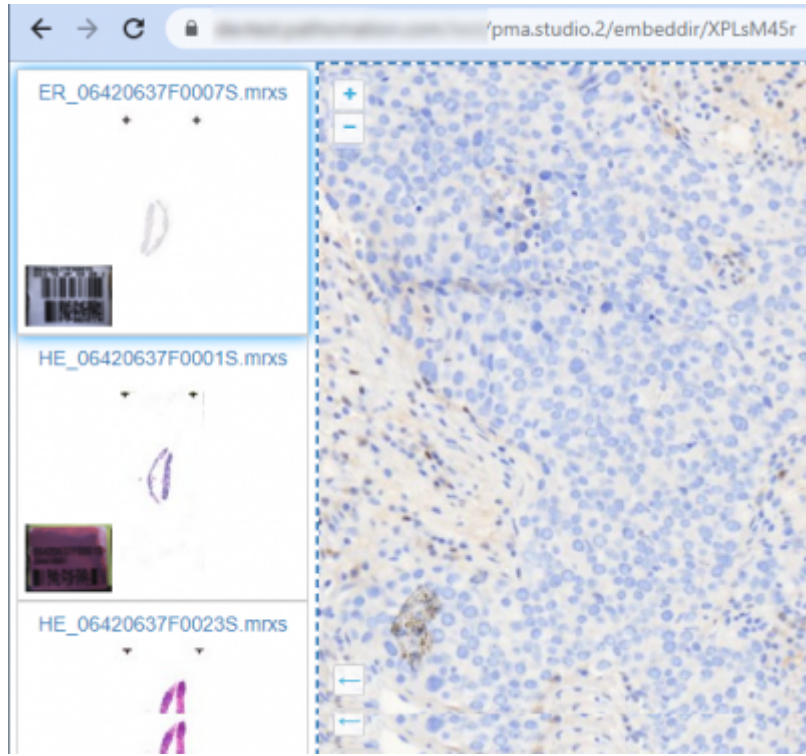 /pma.studio.2/embeddir/XPLsM45r
ER_06420637F0007S.mrxs
HE_06420637F0001S.mrxs
HE_06420637F0023S.mrxs